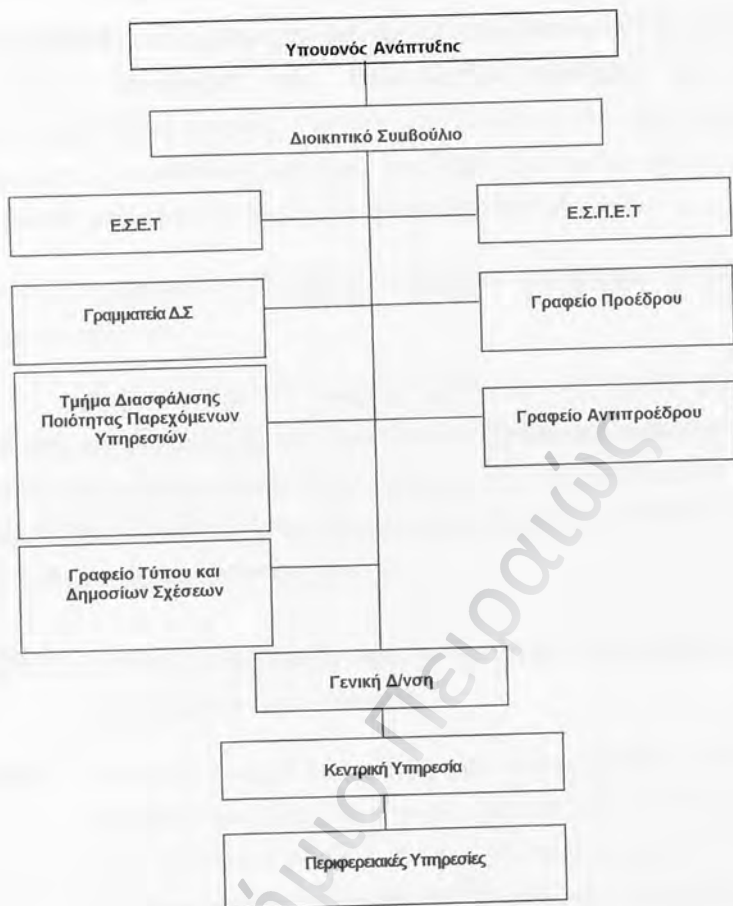 Υπουργός Ανάπτυξης
Διοικητικό Συμβούλιο
Ε.Σ.Ε.Τ
Ε.Σ.Π.Ε.Τ
Γραμματεία Δ.Σ
Γραφείο Προέδρου
Τμήμα Διασφάλισης
Ποιότητας Παρεχόμενων
Υπηρεσιών
Γραφείο Αντιπροέδρου
Γραφείο Τύπου και
Δημοσίων Σχέσεων
Γενική Δ/νση
Κεντρική Υπηρεσία
Περιφερειακές Υπηρεσίες
Πειραιώς